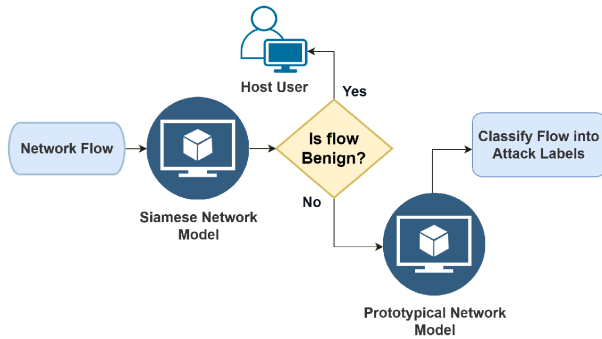 Host User
Yes
Network Flow
Is flow
Benign?
Classify Flow into
Attack Labels
Siamese Network
Model
No
Prototypical Network
Model